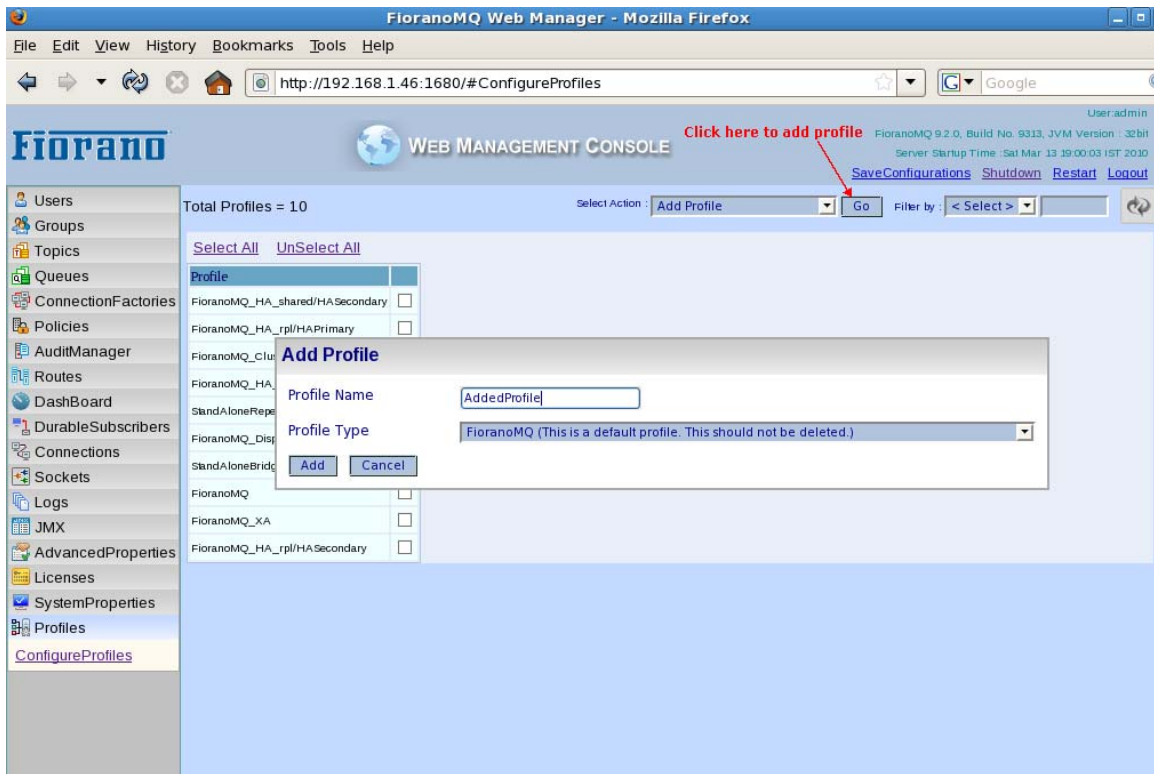 FioranoMQ Web Manager - Mozilla Firefox
File Edit View History Bookmarks Tools Help
http://192.168.1.46:1680/#ConfigureProfiles
G Google
User:admin
Fiorano
WEB MANAGEMENT CONSOLE
Click here to add profile
FioranoMQ 9.2.0, Build No. 9313, JVM Version : 32bit
Server Startup Time :Sat Mar 13 19:00:03 IST 2010
SaveConfigurations Shutdown Restart Logout
Users
Groups
Topics
Queues
ConnectionFactories
Policies
AuditManager
Routes
DashBoard
DurableSubscribers
Connections
Sockets
Logs
JMX
AdvancedProperties
Licenses
SystemProperties
Profiles
ConfigureProfiles
Total Profiles = 10
Select Action : Add Profile Go Filter by : < Select >
Select All UnSelect All
Profile
FioranoMQ_HA_shared/HASecondary
FioranoMQ_HA_rpl/HAPrimary
FioranoMQ_Clu
FioranoMQ_HA_
StandAloneRepe
FioranoMQ_Disp
StandAloneBridg
FioranoMQ
FioranoMQ_XA
FioranoMQ_HA_rpl/HASecondary
Add Profile
Profile Name AddedProfile
Profile Type FioranoMQ (This is a default profile. This should not be deleted.)
Add Cancel